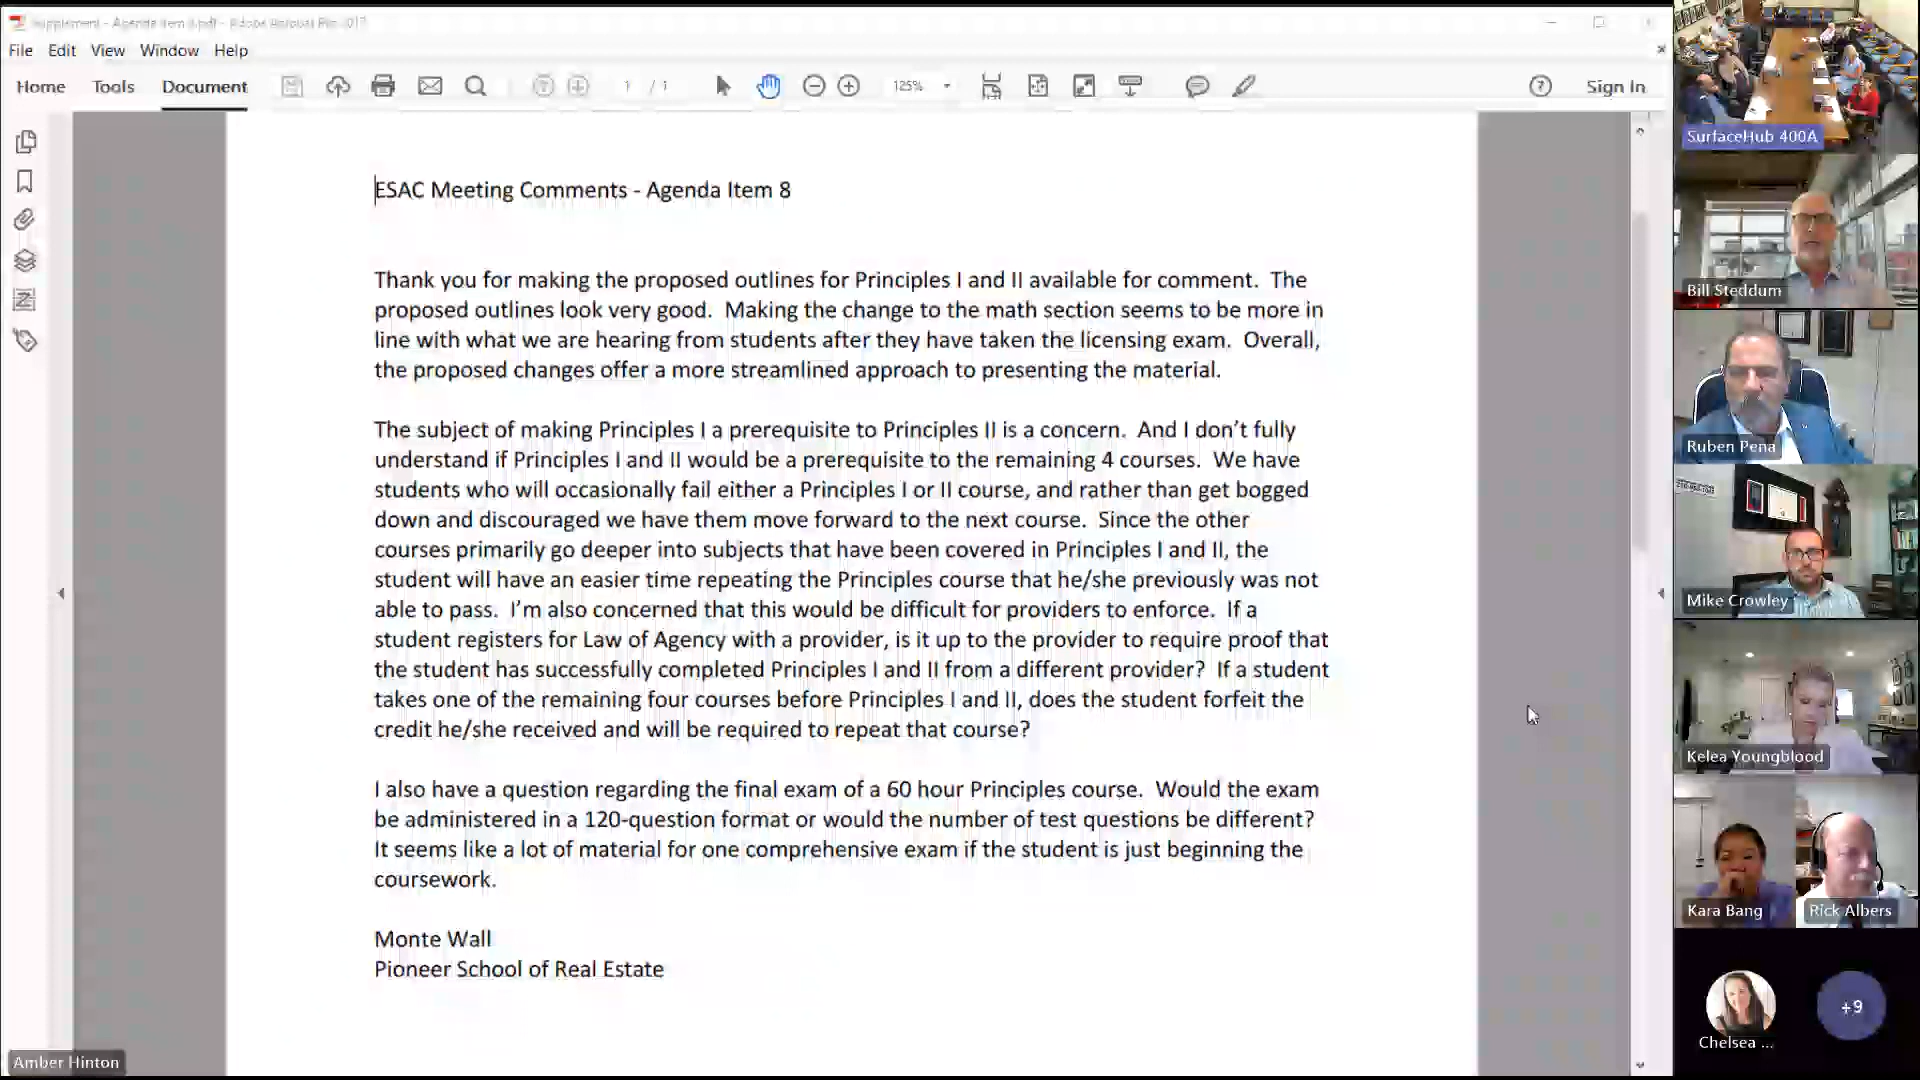 Supplement - Agenda Item 8.pdf - Adobe Acrobat Pro 2017
File Edit View Window Help
Home Tools Document
1 / 1
125%
Sign In
ESAC Meeting Comments - Agenda Item 8
Thank you for making the proposed outlines for Principles I and II available for comment. The
proposed outlines look very good. Making the change to the math section seems to be more in
line with what we are hearing from students after they have taken the licensing exam. Overall,
the proposed changes offer a more streamlined approach to presenting the material.
The subject of making Principles I a prerequisite to Principles II is a concern. And I don’t fully
understand if Principles I and II would be a prerequisite to the remaining 4 courses. We have
students who will occasionally fail either a Principles I or II course, and rather than get bogged
down and discouraged we have them move forward to the next course. Since the other
courses primarily go deeper into subjects that have been covered in Principles I and II, the
student will have an easier time repeating the Principles course that he/she previously was not
able to pass. I’m also concerned that this would be difficult for providers to enforce. If a
student registers for Law of Agency with a provider, is it up to the provider to require proof that
the student has successfully completed Principles I and II from a different provider? If a student
takes one of the remaining four courses before Principles I and II, does the student forfeit the
credit he/she received and will be required to repeat that course?
I also have a question regarding the final exam of a 60 hour Principles course. Would the exam
be administered in a 120-question format or would the number of test questions be different?
It seems like a lot of material for one comprehensive exam if the student is just beginning the
coursework.
Monte Wall
Pioneer School of Real Estate
Amber Hinton
SurfaceHub 400A
Bill Steddum
Ruben Pena
Mike Crowley
Kelea Youngblood
Kara Bang
Rick Albers
Chelsea ...
+9